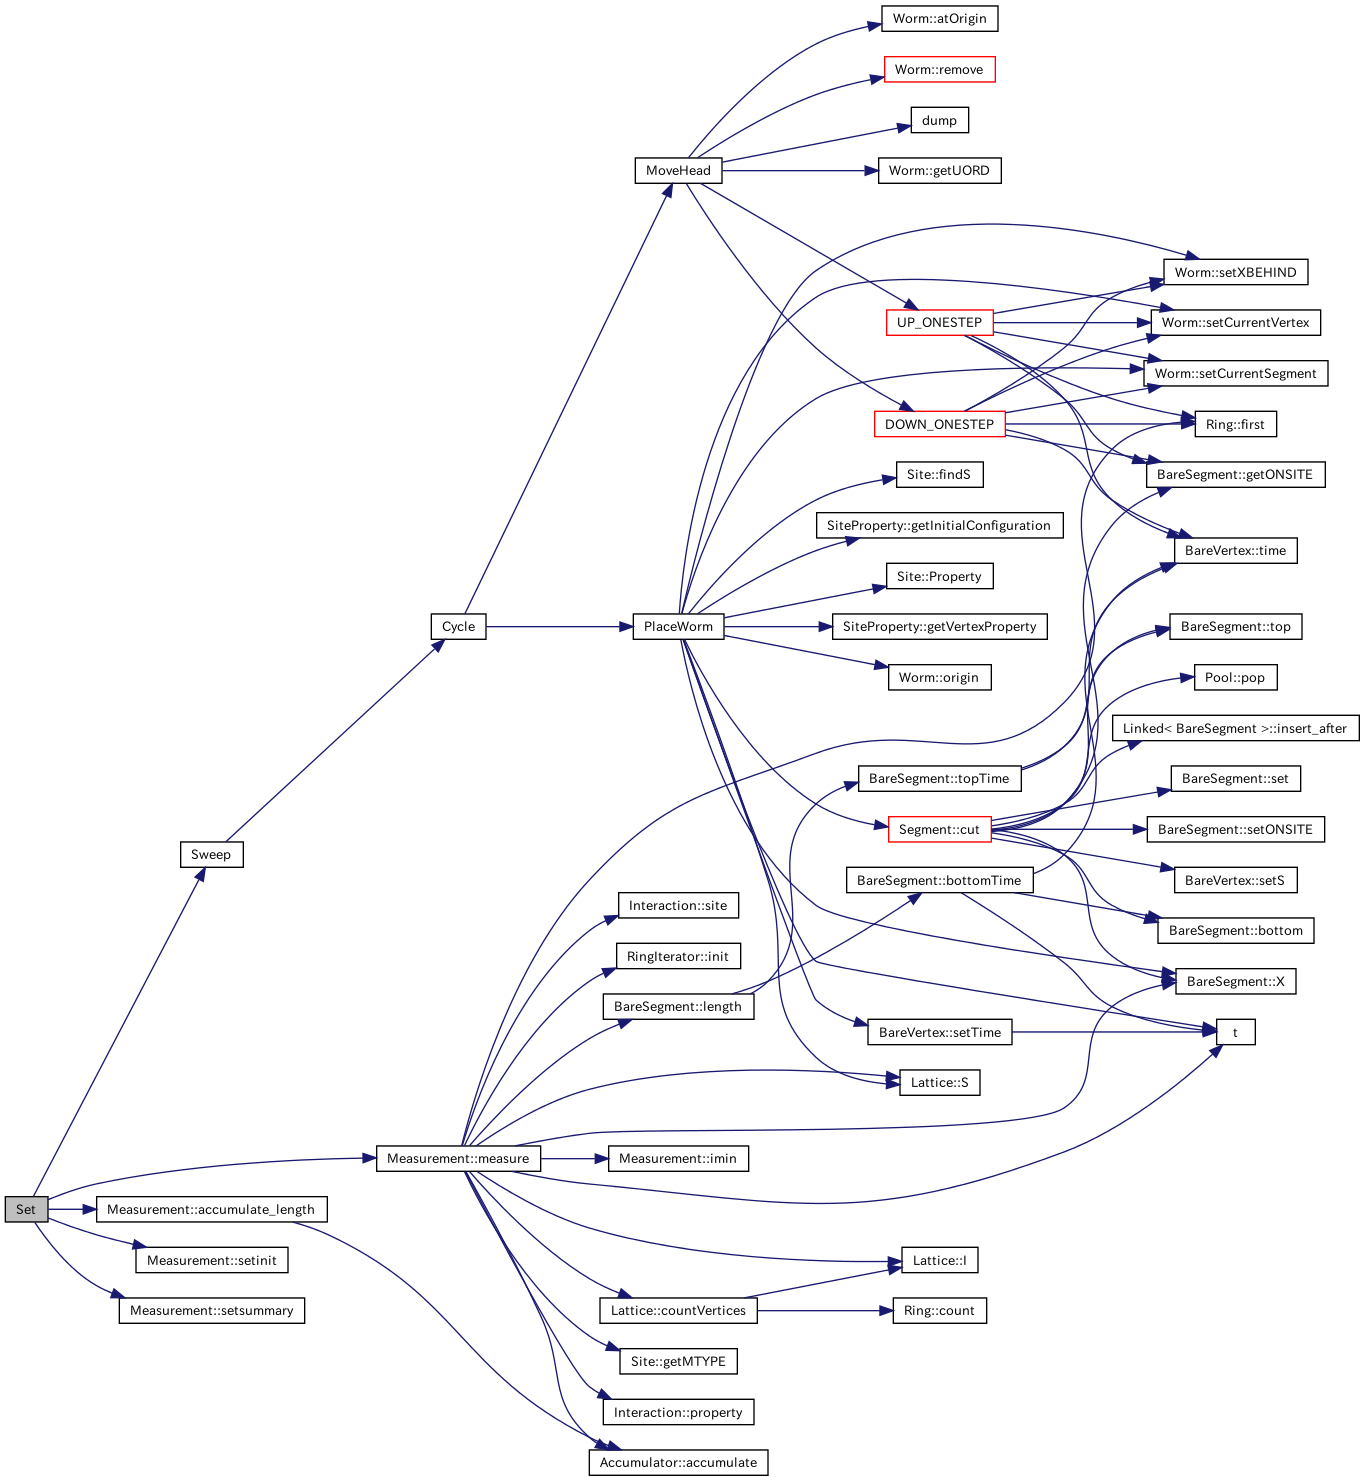 Worm::atOrigin
Worm::remove
dump
MoveHead
Worm::getUORD
Worm::setXBEHIND
UP_ONESTEP
Worm::setCurrentVertex
Worm::setCurrentSegment
DOWN_ONESTEP
Ring::first
Site::findS
BareSegment::getONSITE
SiteProperty::getInitialConfiguration
BareVertex::time
Site::Property
Cycle
PlaceWorm
SiteProperty::getVertexProperty
BareSegment::top
Worm::origin
Pool::pop
Linked< BareSegment >::insert_after
BareSegment::topTime
BareSegment::set
Segment::cut
BareSegment::setONSITE
Sweep
BareSegment::bottomTime
BareVertex::setS
Interaction::site
BareSegment::bottom
RingIterator::init
BareSegment::X
BareSegment::length
BareVertex::setTime
t
Lattice::S
Measurement::measure
Measurement::imin
Set
Measurement::accumulate_length
Measurement::setinit
Lattice::I
Measurement::setsummary
Lattice::countVertices
Ring::count
Site::getMTYPE
Interaction::property
Accumulator::accumulate